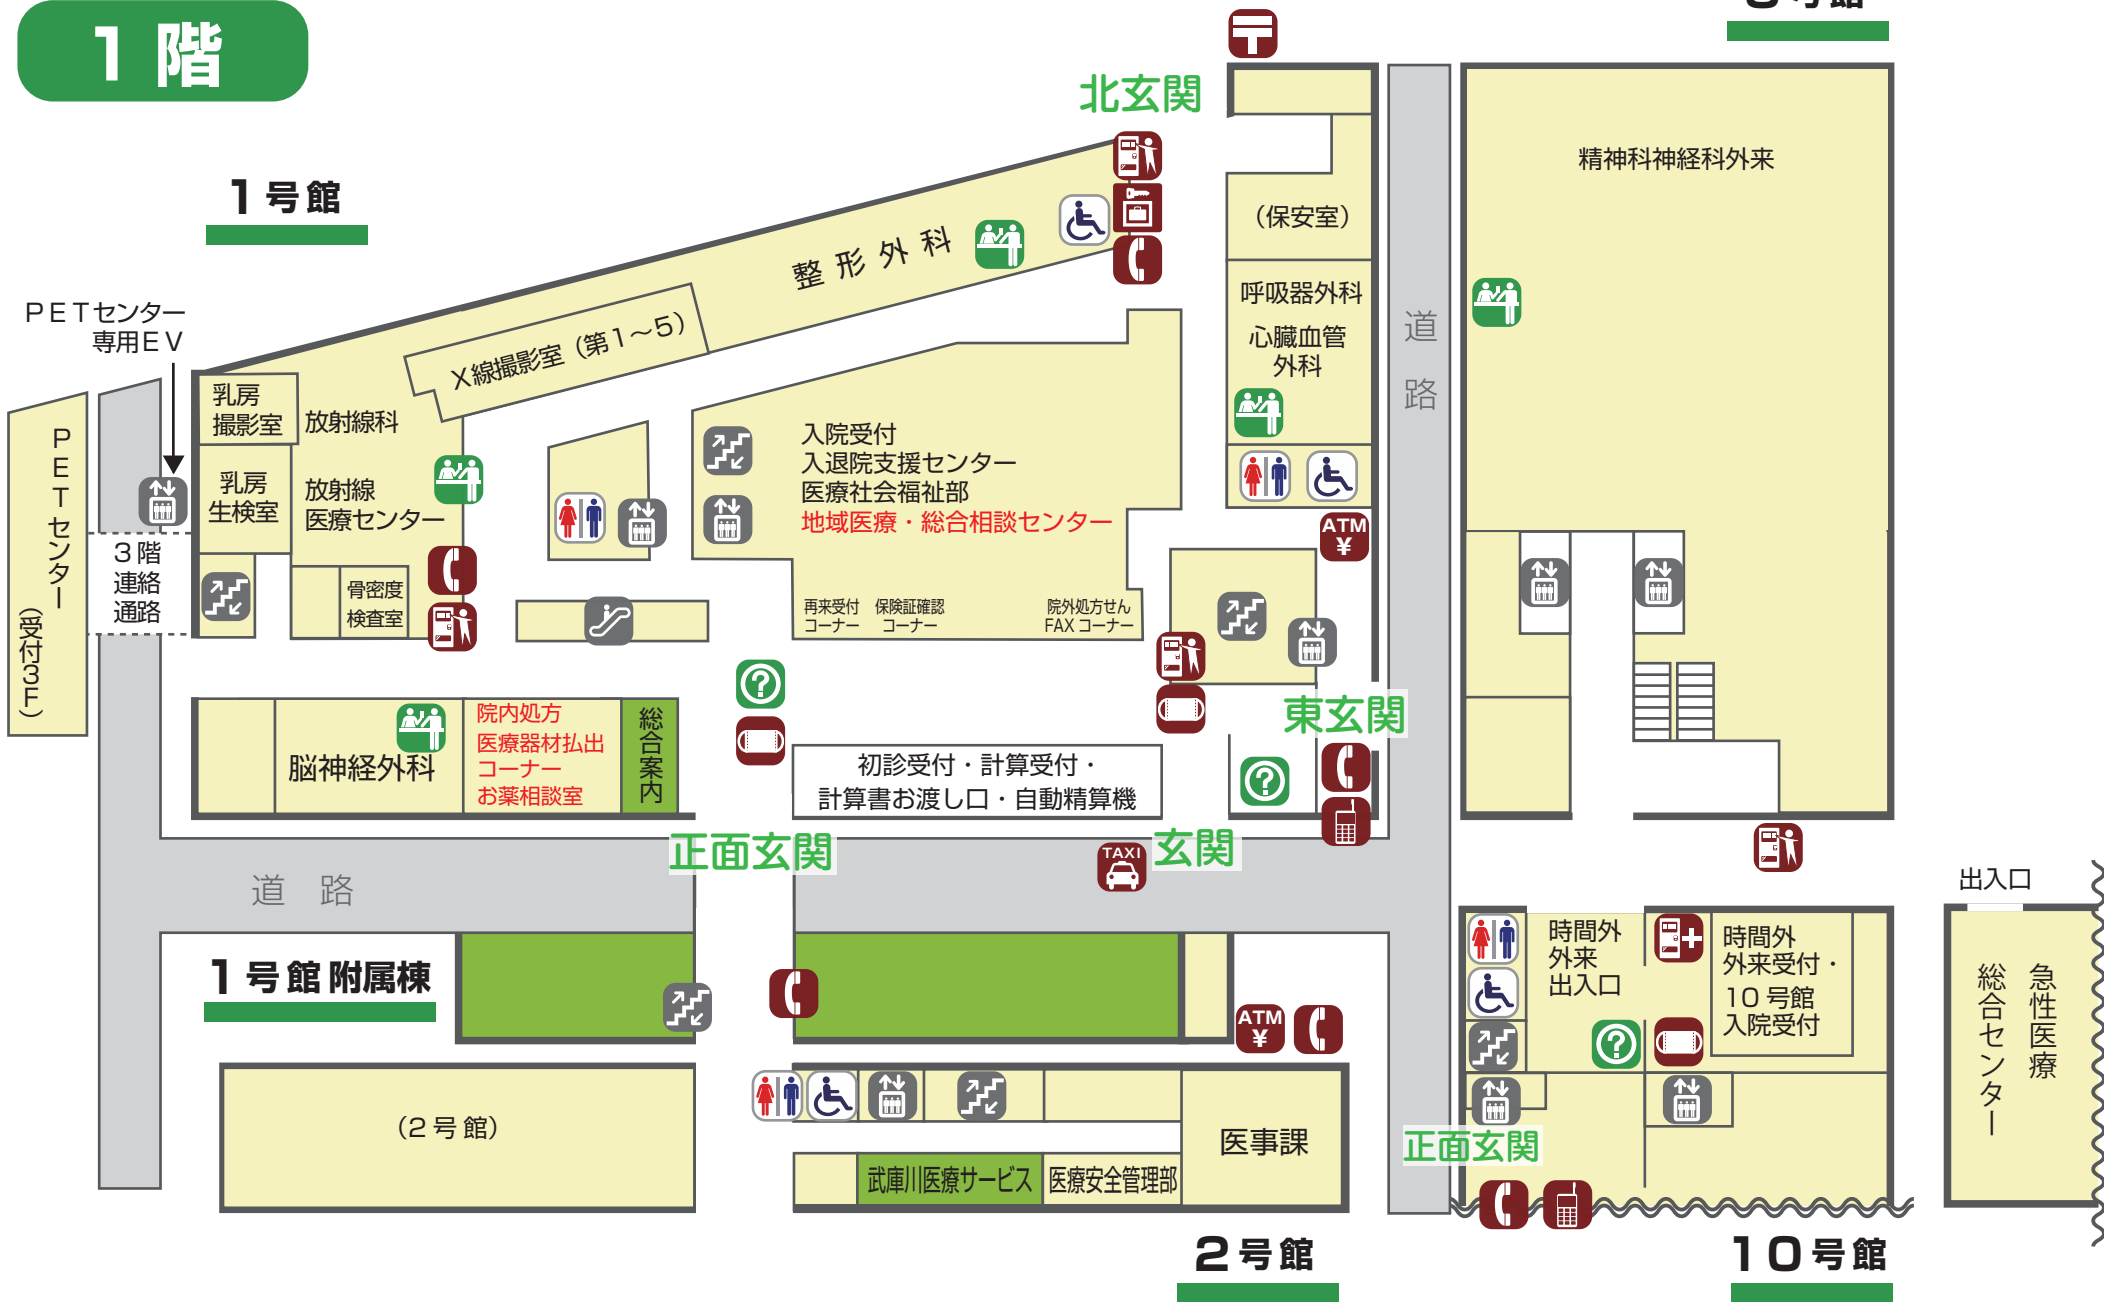 1 階
号館
北玄関
1 号 館
精神科神経科外来
(保安室)
整 形 外 科
呼吸器外科
心臓血管
外科
道
路
PETセンター
専用EV
X線撮影室(第1～5)
乳房
撮影室
放射線科
乳房
生検室
放射線
医療センター
PETセンター
(受付3F)
3階
連絡
通路
骨密度
検査室
入院受付
入退院支援センター
医療社会福祉部
地域医療・総合相談センター
ATM
¥
再来受付
コーナー
保険証確認
コーナー
院外処方せん
FAX コーナー
東玄関
脳神経外科
院内処方
医療器材払出
コーナー
お薬相談室
総合案内
?
初診受付・計算受付・
計算書お渡し口・自動精算機
?
正面玄関
TAXI
玄関
道 路
出入口
1 号 館 附属棟
時間外
外来
出入口
時間外
外来受付・
10 号館
入院受付
急性医療
総合センター
?
ATM
¥
(2 号 館)
医事課
武庫川医療サービス
医療安全管理部
正面玄関
2 号 館
10 号 館